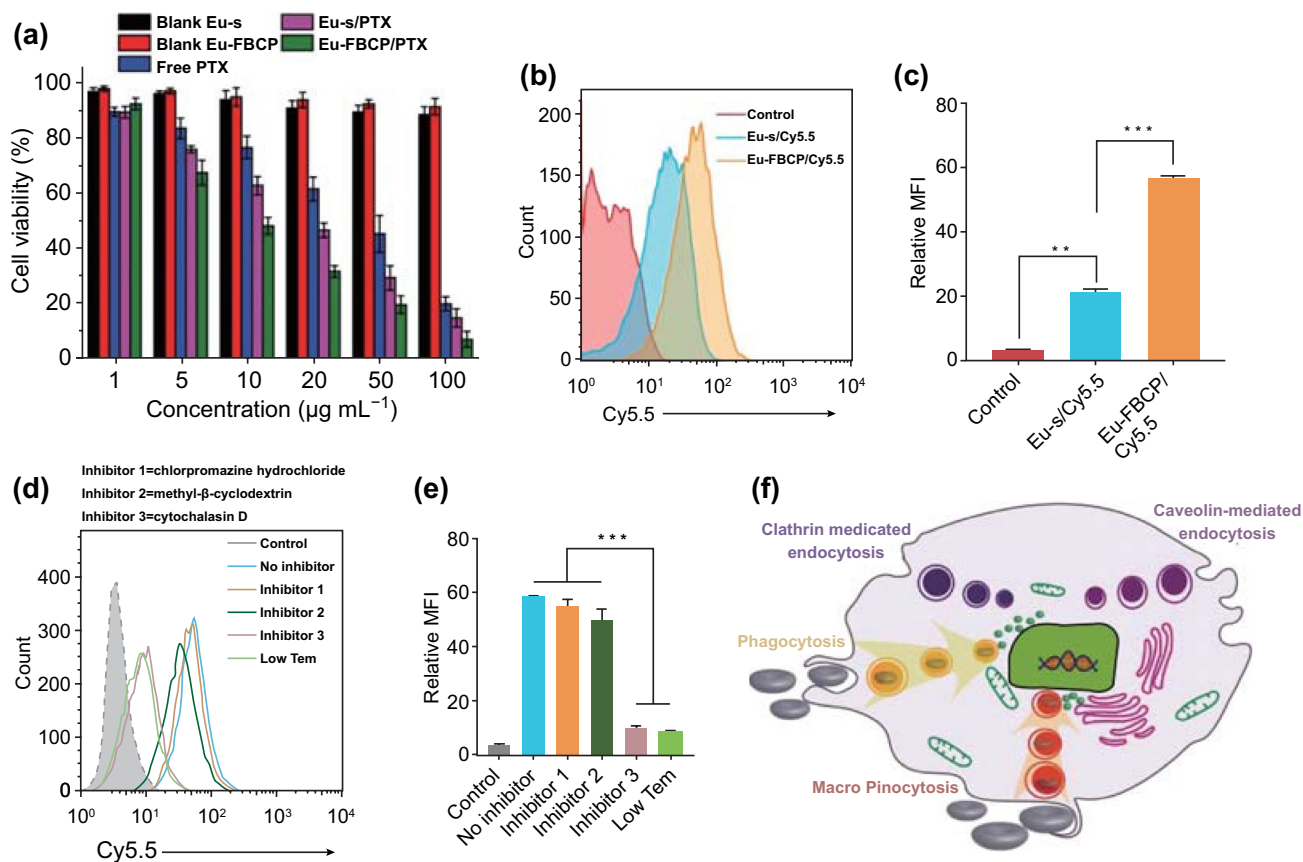 (a)
Blank Eu-s
Blank Eu-FBCP
Free PTX
Eu-s/PTX
Eu-FBCP/PTX
Cell viability (%)
100
80
60
40
20
0
1 5 10 20 50 100
Concentration (µg mL⁻¹)
(b)
Control
Eu-s/Cy5.5
Eu-FBCP/Cy5.5
Count
200
150
100
50
0
10⁰ 10¹ 10² 10³ 10⁴
Cy5.5
(c)
Relative MFI
80
60
40
20
0
**
***
Control
Eu-s/Cy5.5
Eu-FBCP/
Cy5.5
(d)
Inhibitor 1=chlorpromazine hydrochloride
Inhibitor 2=methyl-β-cyclodextrin
Inhibitor 3=cytochalasin D
Control
No inhibitor
Inhibitor 1
Inhibitor 2
Inhibitor 3
Low Tem
Count
400
300
200
100
0
10⁰ 10¹ 10² 10³ 10⁴
Cy5.5
(e)
Relative MFI
80
60
40
20
0
***
Control
No inhibitor
Inhibitor 1
Inhibitor 2
Inhibitor 3
Low Tem
(f)
Clathrin medicated
endocytosis
Caveolin-mediated
endocytosis
Phagocytosis
Macro Pinocytosis